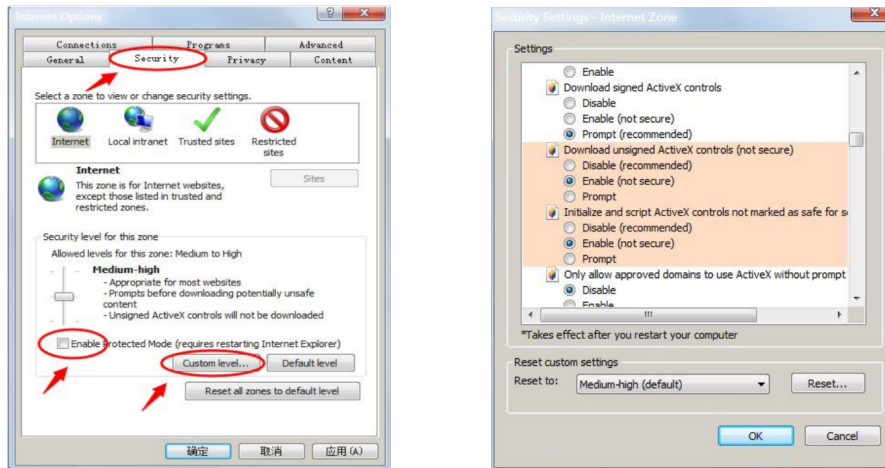 Internet Options
Connections
Programs
Advanced
General
Security
Privacy
Content
Select a zone to view or change security settings.
Internet
Local intranet
Trusted sites
Restricted
sites
Internet
This zone is for Internet websites,
except those listed in trusted and
restricted zones.
Sites
Security level for this zone
Allowed levels for this zone: Medium to High
Medium-high
- Appropriate for most websites
- Prompts before downloading potentially unsafe
content
- Unsigned ActiveX controls will not be downloaded
Enable Protected Mode (requires restarting Internet Explorer)
Custom level...
Default level
Reset all zones to default level
确定
取消
应用(A)
Security Settings - Internet Zone
Settings
Enable
Download signed ActiveX controls
Disable
Enable (not secure)
Prompt (recommended)
Download unsigned ActiveX controls (not secure)
Disable (recommended)
Enable (not secure)
Prompt
Initialize and script ActiveX controls not marked as safe for s
Disable (recommended)
Enable (not secure)
Prompt
Only allow approved domains to use ActiveX without prompt
Disable
Enable
*Takes effect after you restart your computer
Reset custom settings
Reset to:
Medium-high (default)
Reset...
OK
Cancel